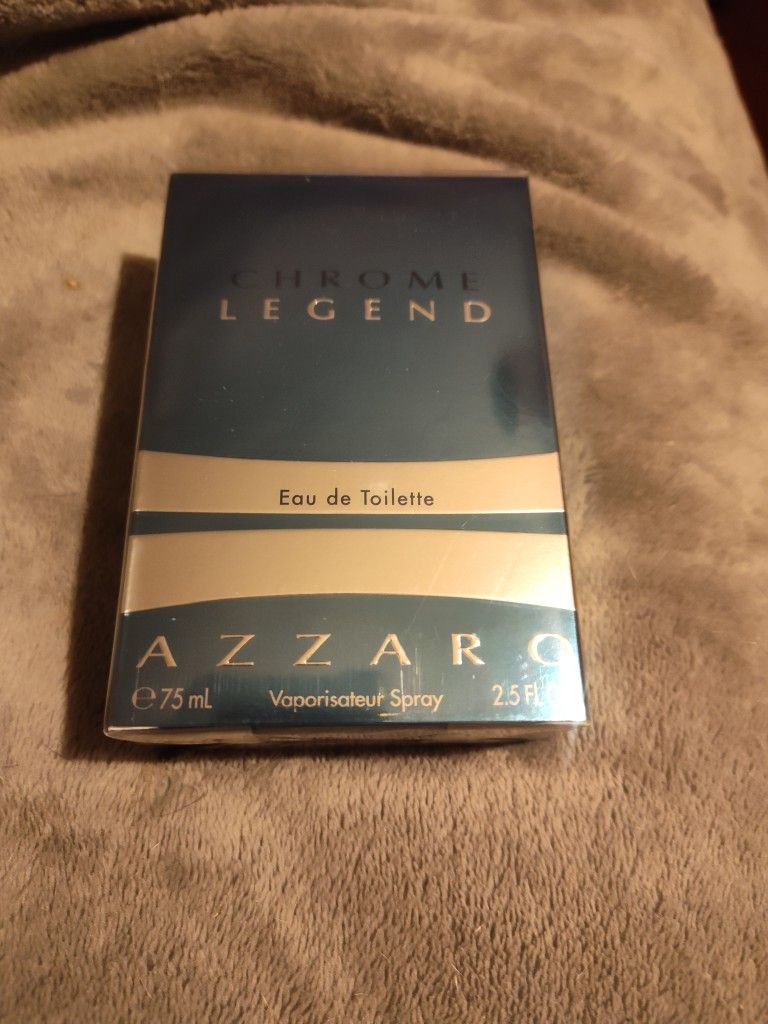 CHROME
LEGEND
Eau de Toilette
AZZARO
℮75 mL Vaporisateur Spray 2.5 FL